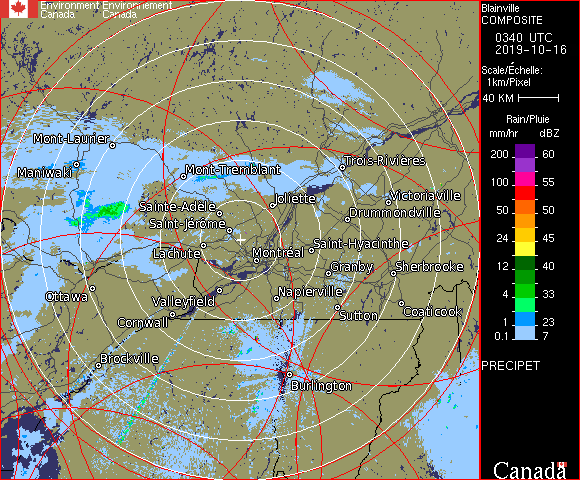 Environment Environnement
Canada Canada
Blainville
COMPOSITE
0340 UTC
2019-10-16
Scale/Échelle:
1km/Pixel
40 KM
Rain/Pluie
mm/hr dBZ
200 60
100 55
50 50
24 45
12 40
8 33
4 33
1 23
0.1 7
PRECIPET
Canada
Mont-Laurier
Maniwaki
Mont-Tremblant
Trois-Rivières
Sainte-Adèle
Joliette
Victoriaville
Drummondville
Saint-Jérôme
Lachute
Montréal
Saint-Hyacinthe
Granby
Sherbrooke
Ottawa
Valleyfield
Napierville
Cornwall
Sutton
Coaticook
Brockville
Burlington